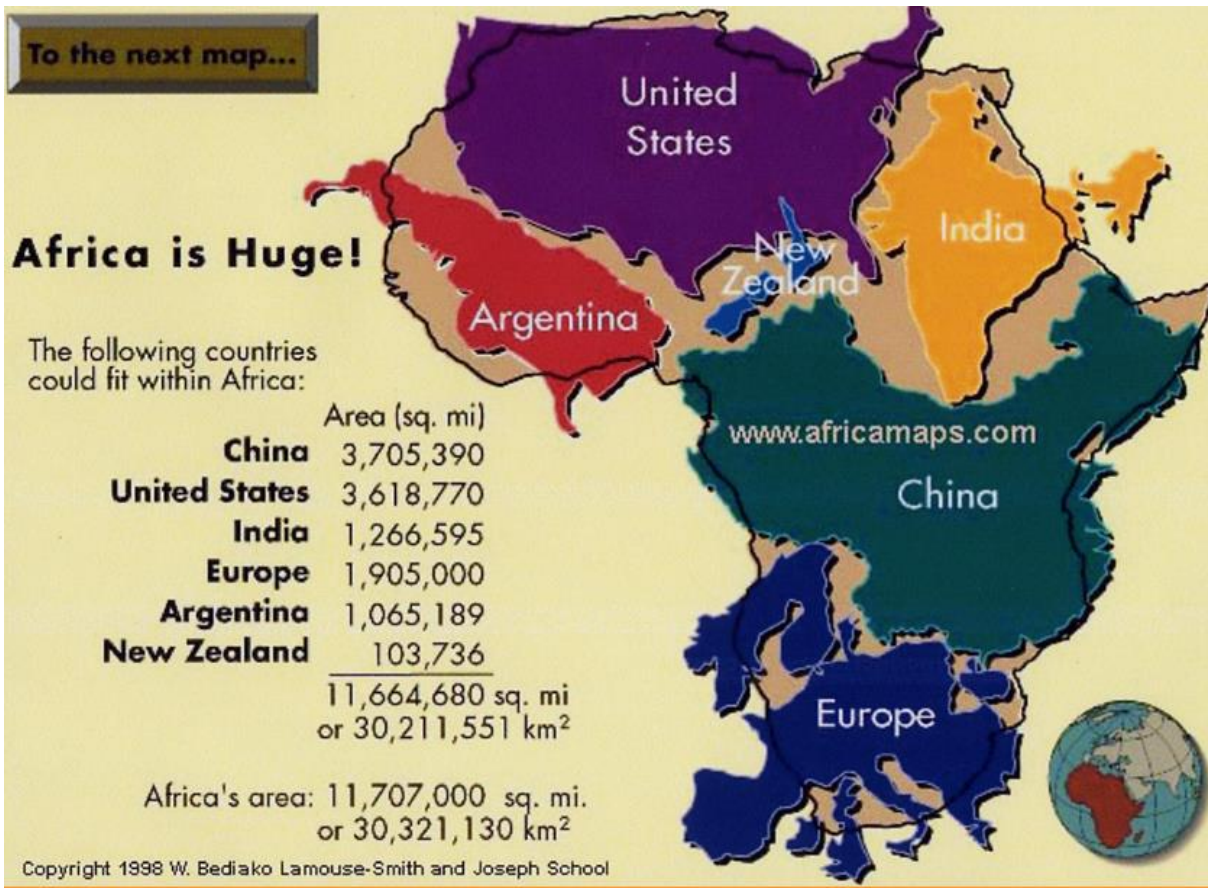 To the next map...
United
States
India
New
Zealand
Africa is Huge!
Argentina
The following countries
could fit within Africa:
Area (sq. mi)
China 3,705,390
United States 3,618,770
India 1,266,595
Europe 1,905,000
Argentina 1,065,189
New Zealand 103,736
11,664,680 sq. mi
or 30,211,551 km²
Africa's area: 11,707,000 sq. mi.
or 30,321,130 km²
www.africamaps.com
China
Europe
Copyright 1998 W. Bediako Lamouse-Smith and Joseph School